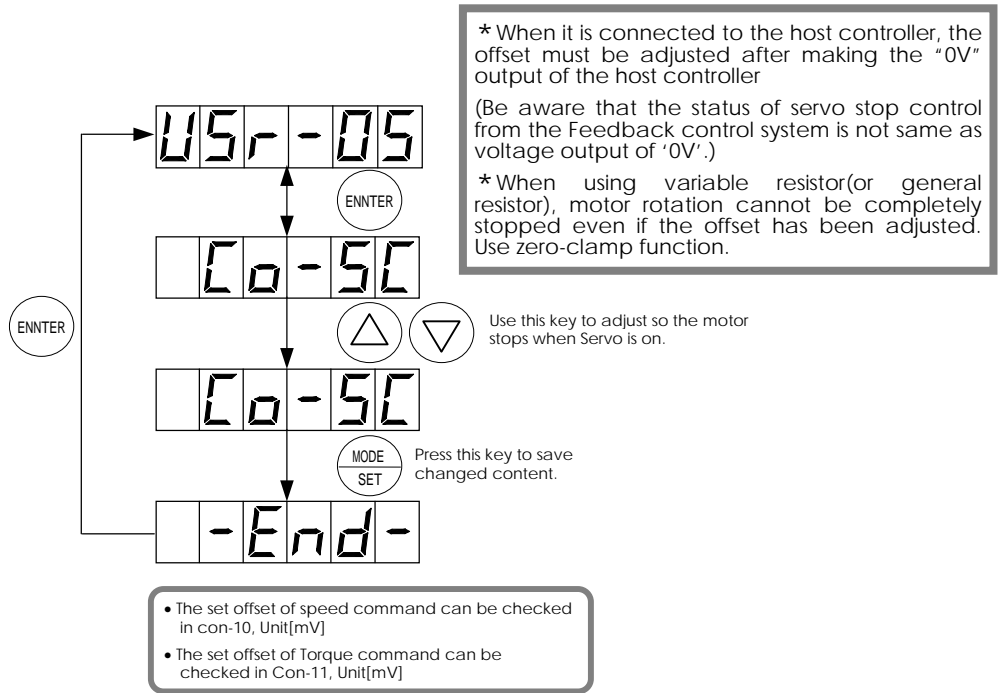 * When it is connected to the host controller, the
offset must be adjusted after making the "0V"
output of the host controller
(Be aware that the status of servo stop control
from the Feedback control system is not same as
voltage output of '0V'.)
* When using variable resistor(or general
resistor), motor rotation cannot be completely
stopped even if the offset has been adjusted.
Use zero-clamp function.
USr-05
ENNTER
Co-SC
ENNTER
Use this key to adjust so the motor
stops when Servo is on.
Co-SC
MODE
SET
Press this key to save
changed content.
-End-
• The set offset of speed command can be checked
in con-10, Unit[mV]
• The set offset of Torque command can be
checked in Con-11, Unit[mV]